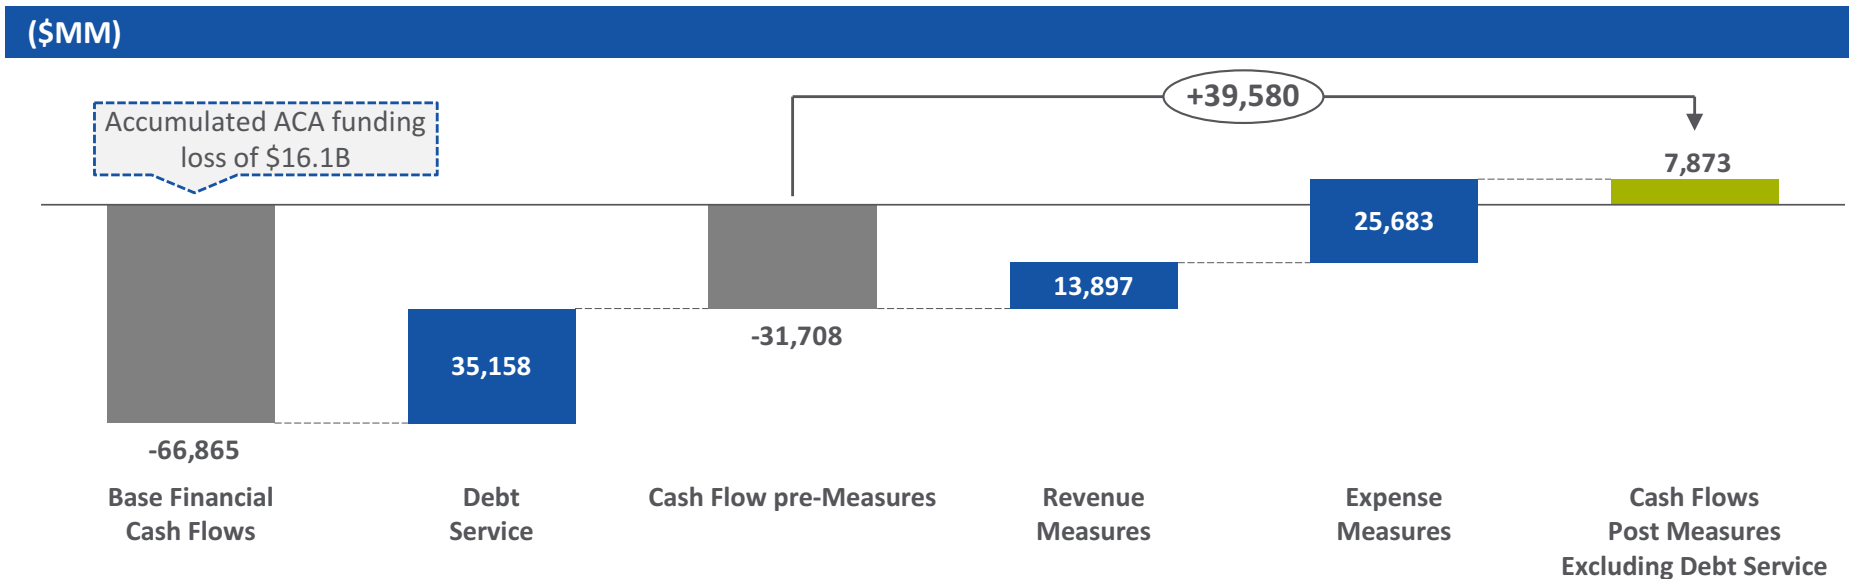 ($MM)
Accumulated ACA funding
loss of $16.1B
+39,580
7,873
25,683
13,897
-31,708
35,158
-66,865
Base Financial
Cash Flows
Debt
Service
Cash Flow pre-Measures
Revenue
Measures
Expense
Measures
Cash Flows
Post Measures
Excluding Debt Service